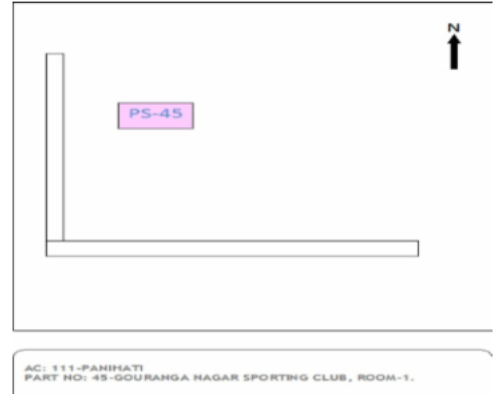 N
PS-45
AC: 111-PANIHATI
PART NO: 45-GOURANGA NAGAR SPORTING CLUB, ROOM-1.